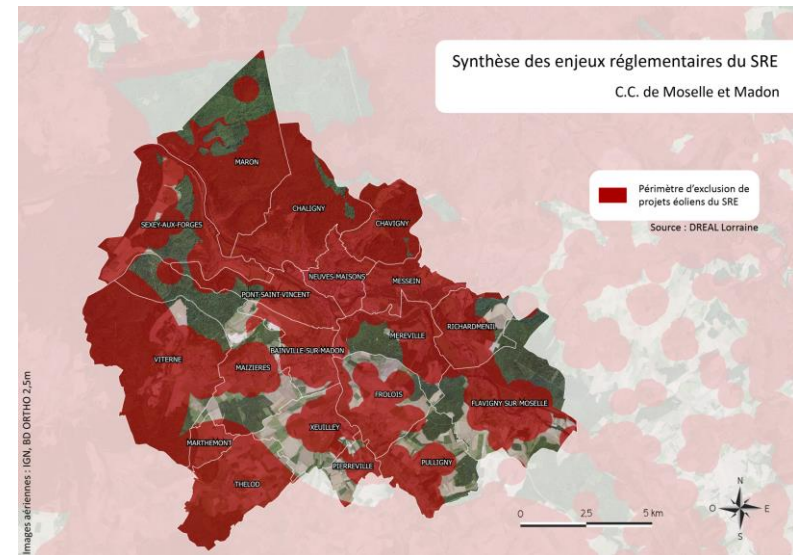 Synthèse des enjeux réglementaires du SRE
C.C. de Moselle et Madon
Périmètre d'exclusion de
projets éoliens du SRE
Source : DREAL Lorraine
MARON
CHALIGNY
CHAVIGNY
SEXEY-AUX-FORGES
NEUVES-MAISONS
MESSEIN
PONT-SAINT-VINCENT
RICHARDMENIL
MEREVILLE
BAINVILLE-SUR-MADON
VITERNE
MAIZIERES
FROLOIS
FLAVIGNY-SUR-MOSELLE
XEUILLEY
MARTHEMONT
PULLIGNY
PIERREVILLE
THELOD
Images aériennes : IGN, BD ORTHO 2,5m
0 2,5 5 km
N
O E
S